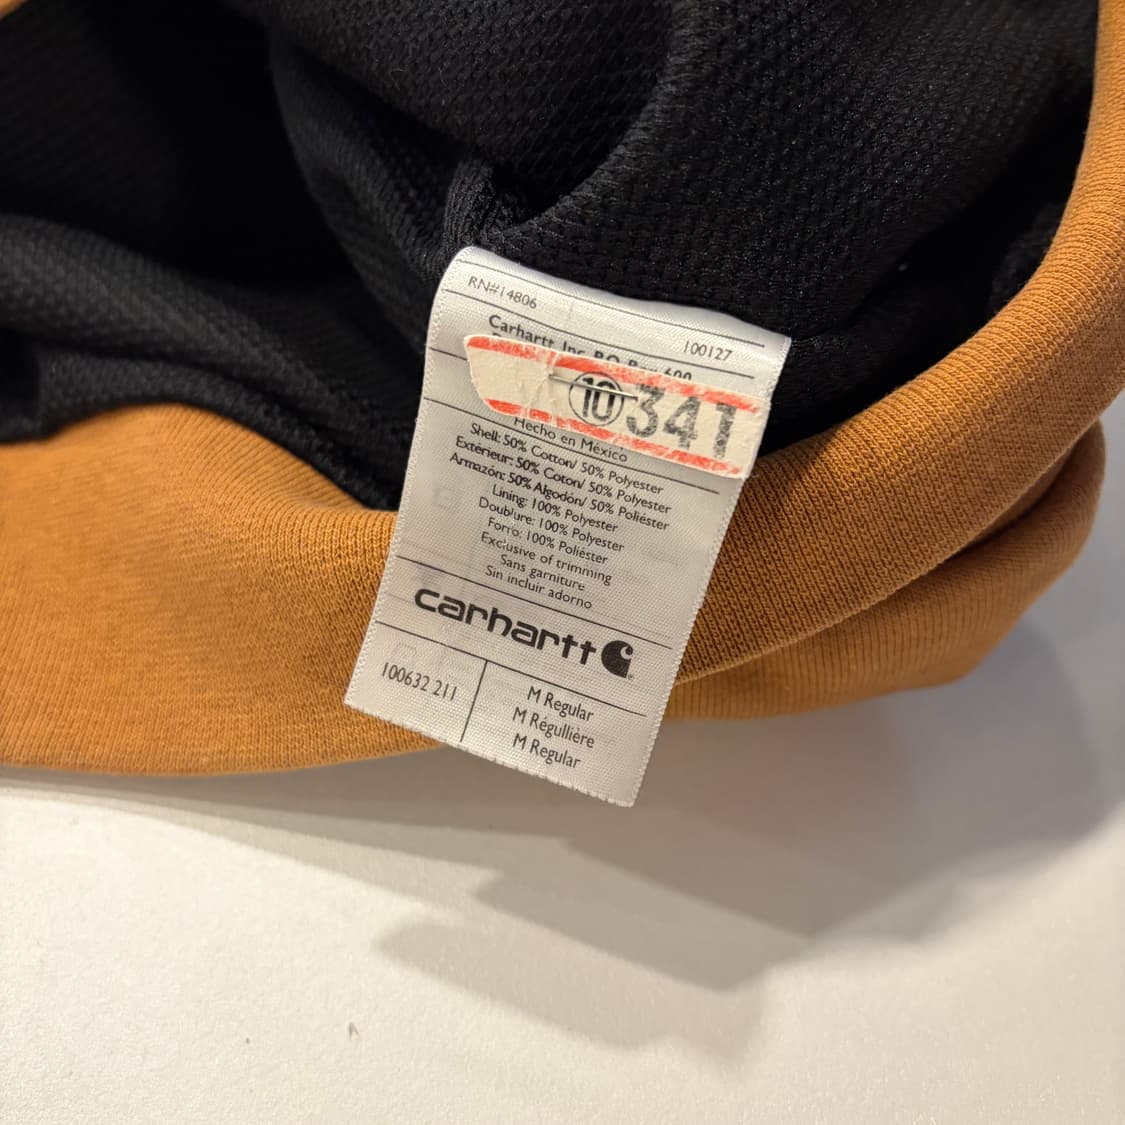 RN#14806
100127
Carhartt Inc. P.O. Box 600
⑩341
Hecho en México
Shell: 50% Cotton/ 50% Polyester
Extérieur: 50% Coton/ 50% Polyester
Armazón: 50% Algodón/ 50% Poliéster
Lining: 100% Polyester
Doublure: 100% Polyester
Forro: 100% Poliéster
Exclusive of trimming
Sans garniture
Sin incluir adorno
carhartt
100632 211
M Regular
M Régullière
M Regular